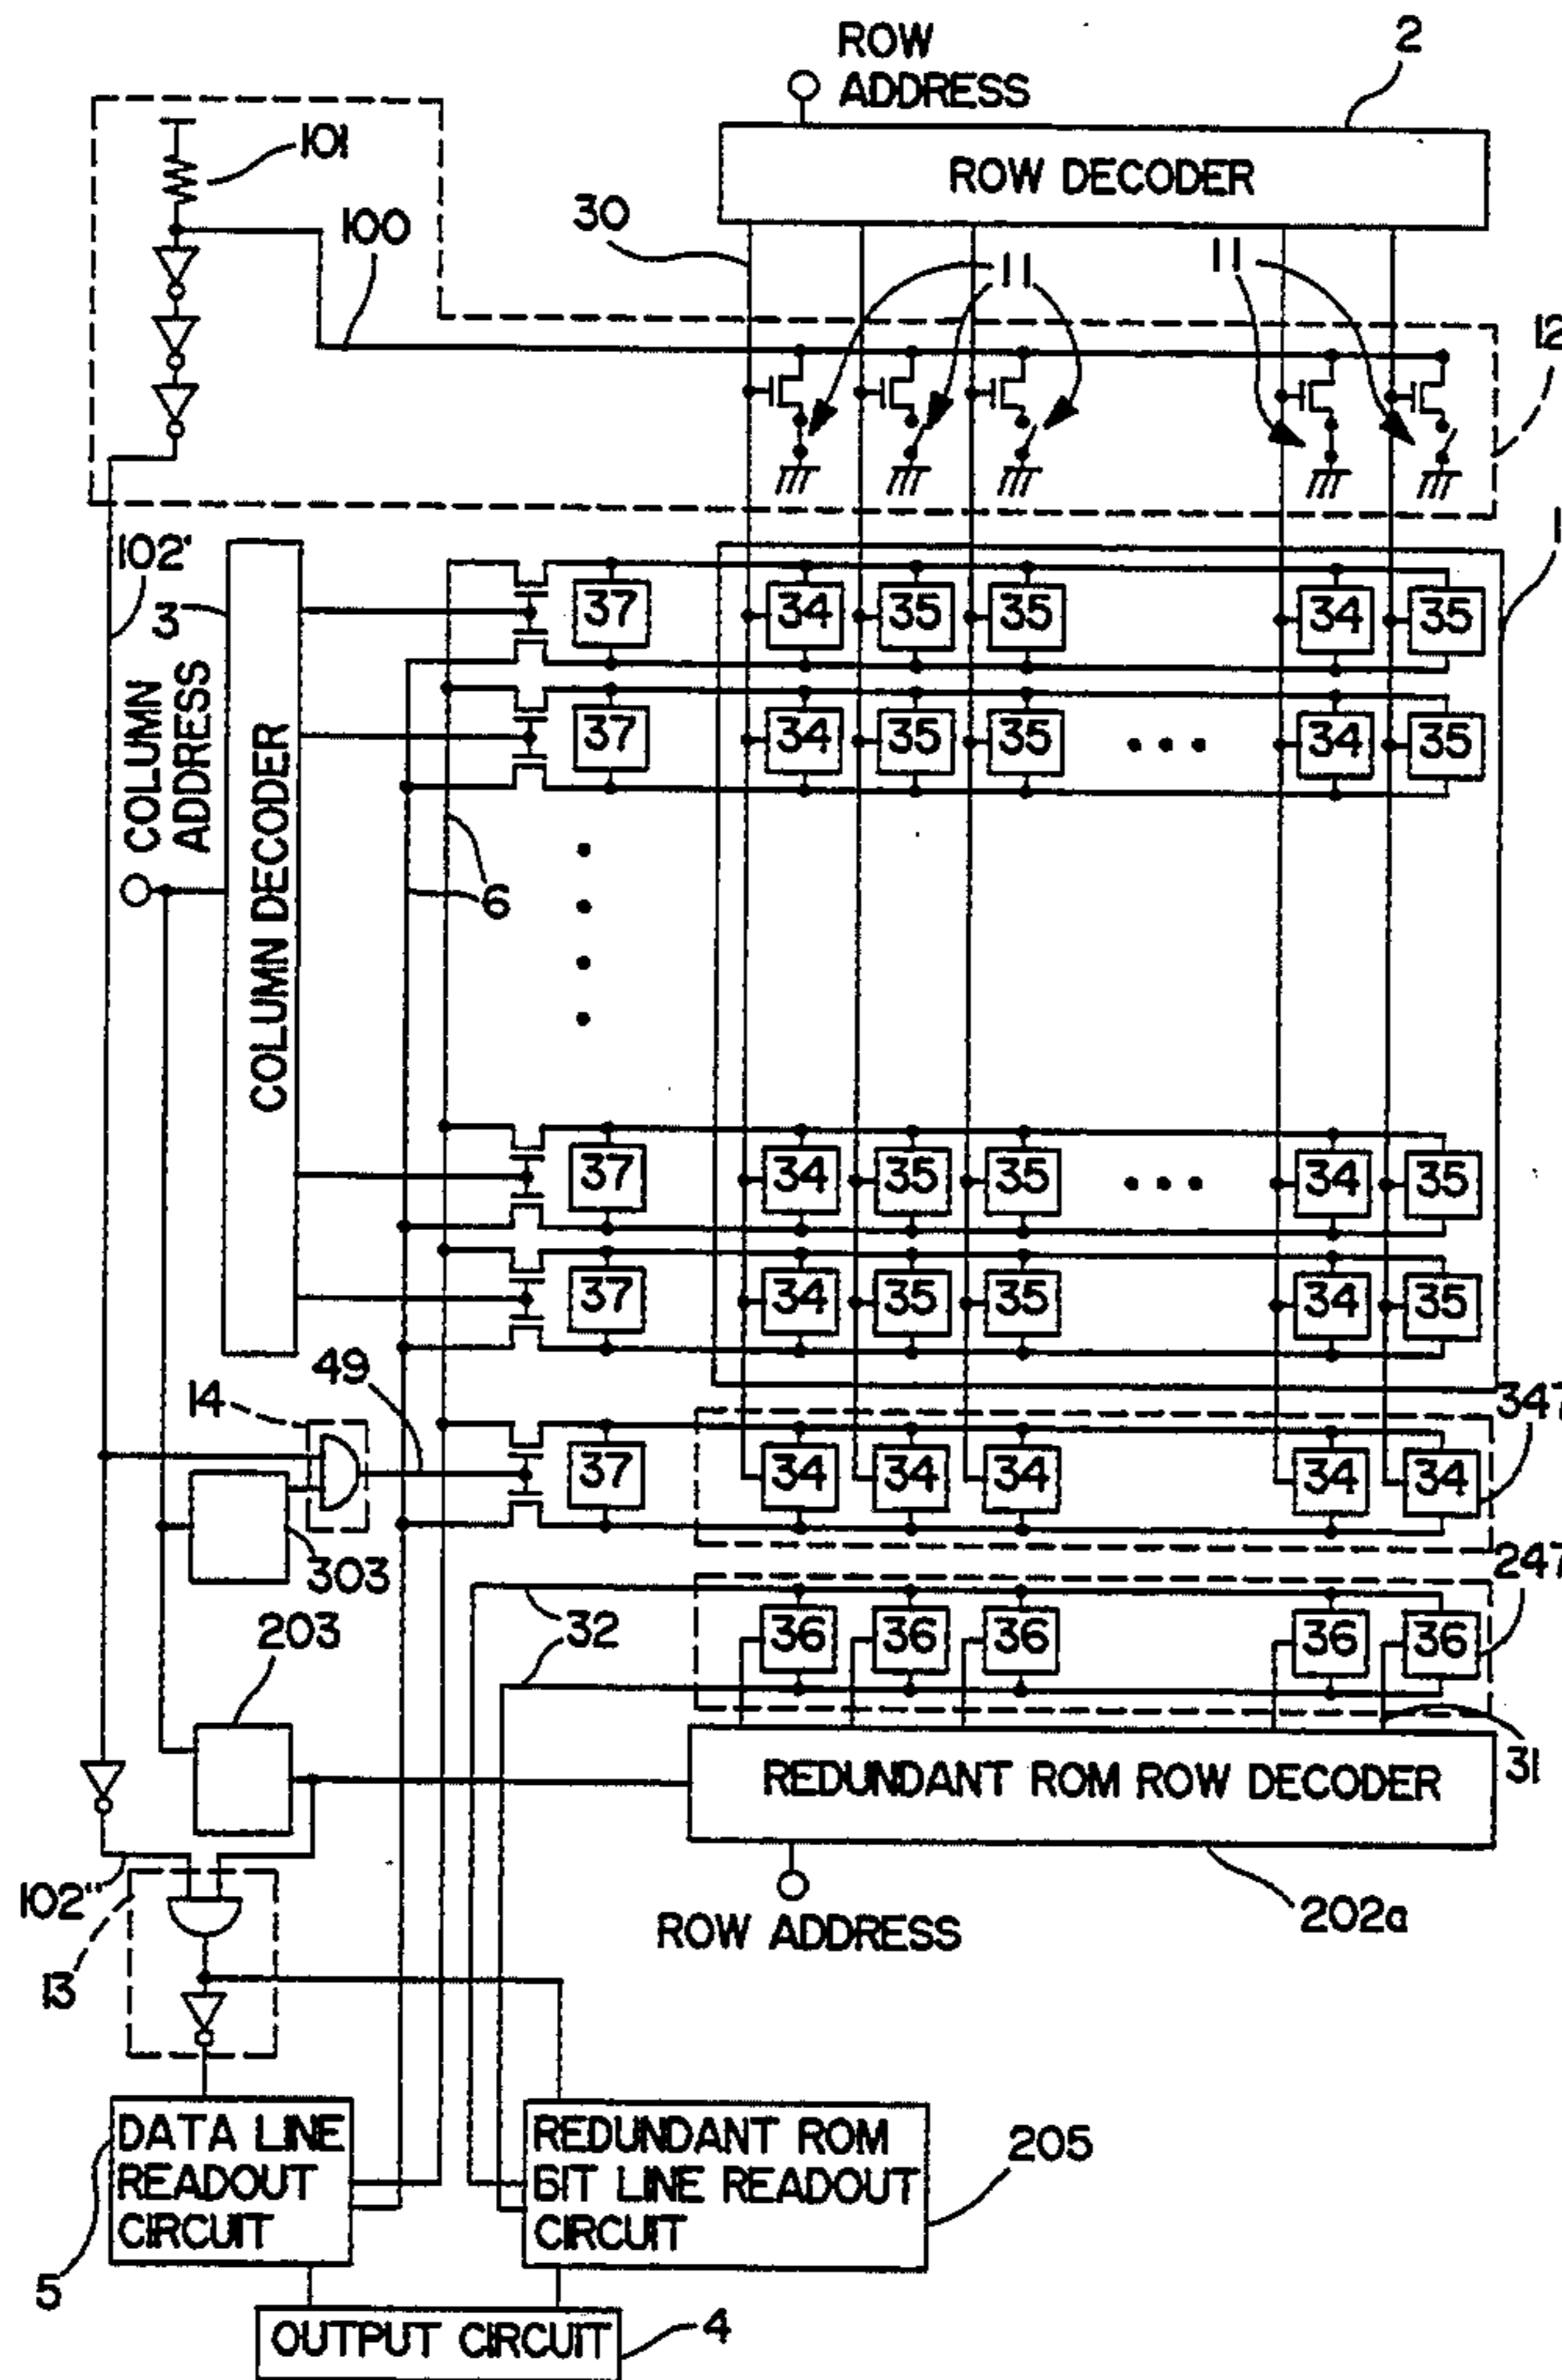 ROW
ADDRESS
2
101
ROW DECODER
30
100
11
11
12
1
102'
3
37 34 35 35 34 35
COLUMN
ADDRESS
COLUMN DECODER
37 34 35 35 34 35
6
37 34 35 35 34 35
37 34 35 35 34 35
49
14
347
37 34 34 34 34 34
303
247
32
36 36 36 36 36
203
REDUNDANT ROM ROW DECODER
31
102"
ROW ADDRESS
202a
13
DATA LINE
READOUT
CIRCUIT
REDUNDANT ROM
BIT LINE READOUT
CIRCUIT
205
5
OUTPUT CIRCUIT
4